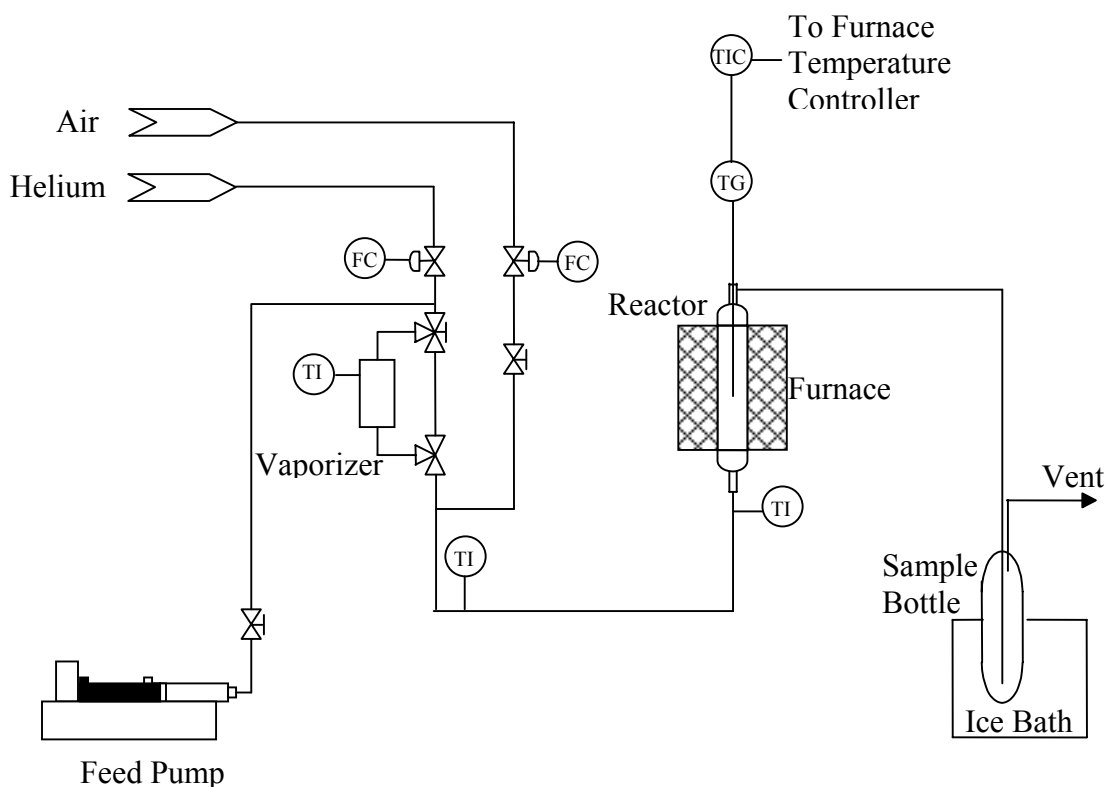 To Furnace
Temperature
Controller
TIC
Air
Helium
TG
FC
FC
Reactor
TI
Furnace
Vaporizer
Vent
TI
TI
Sample
Bottle
Ice Bath
Feed Pump